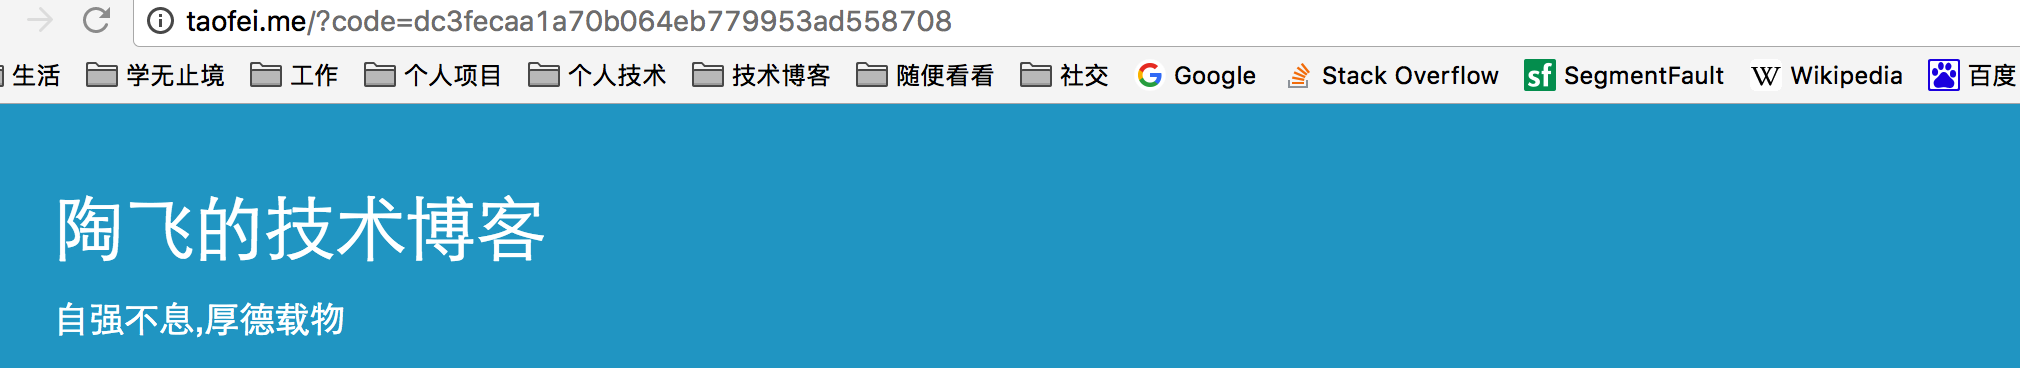 taofei.me/?code=dc3fecaa1a70b064eb779953ad558708
生活 学无止境 工作 个人项目 个人技术 技术博客 随便看看 社交 Google Stack Overflow sf SegmentFault W Wikipedia 百度
陶飞的技术博客
自强不息,厚德载物